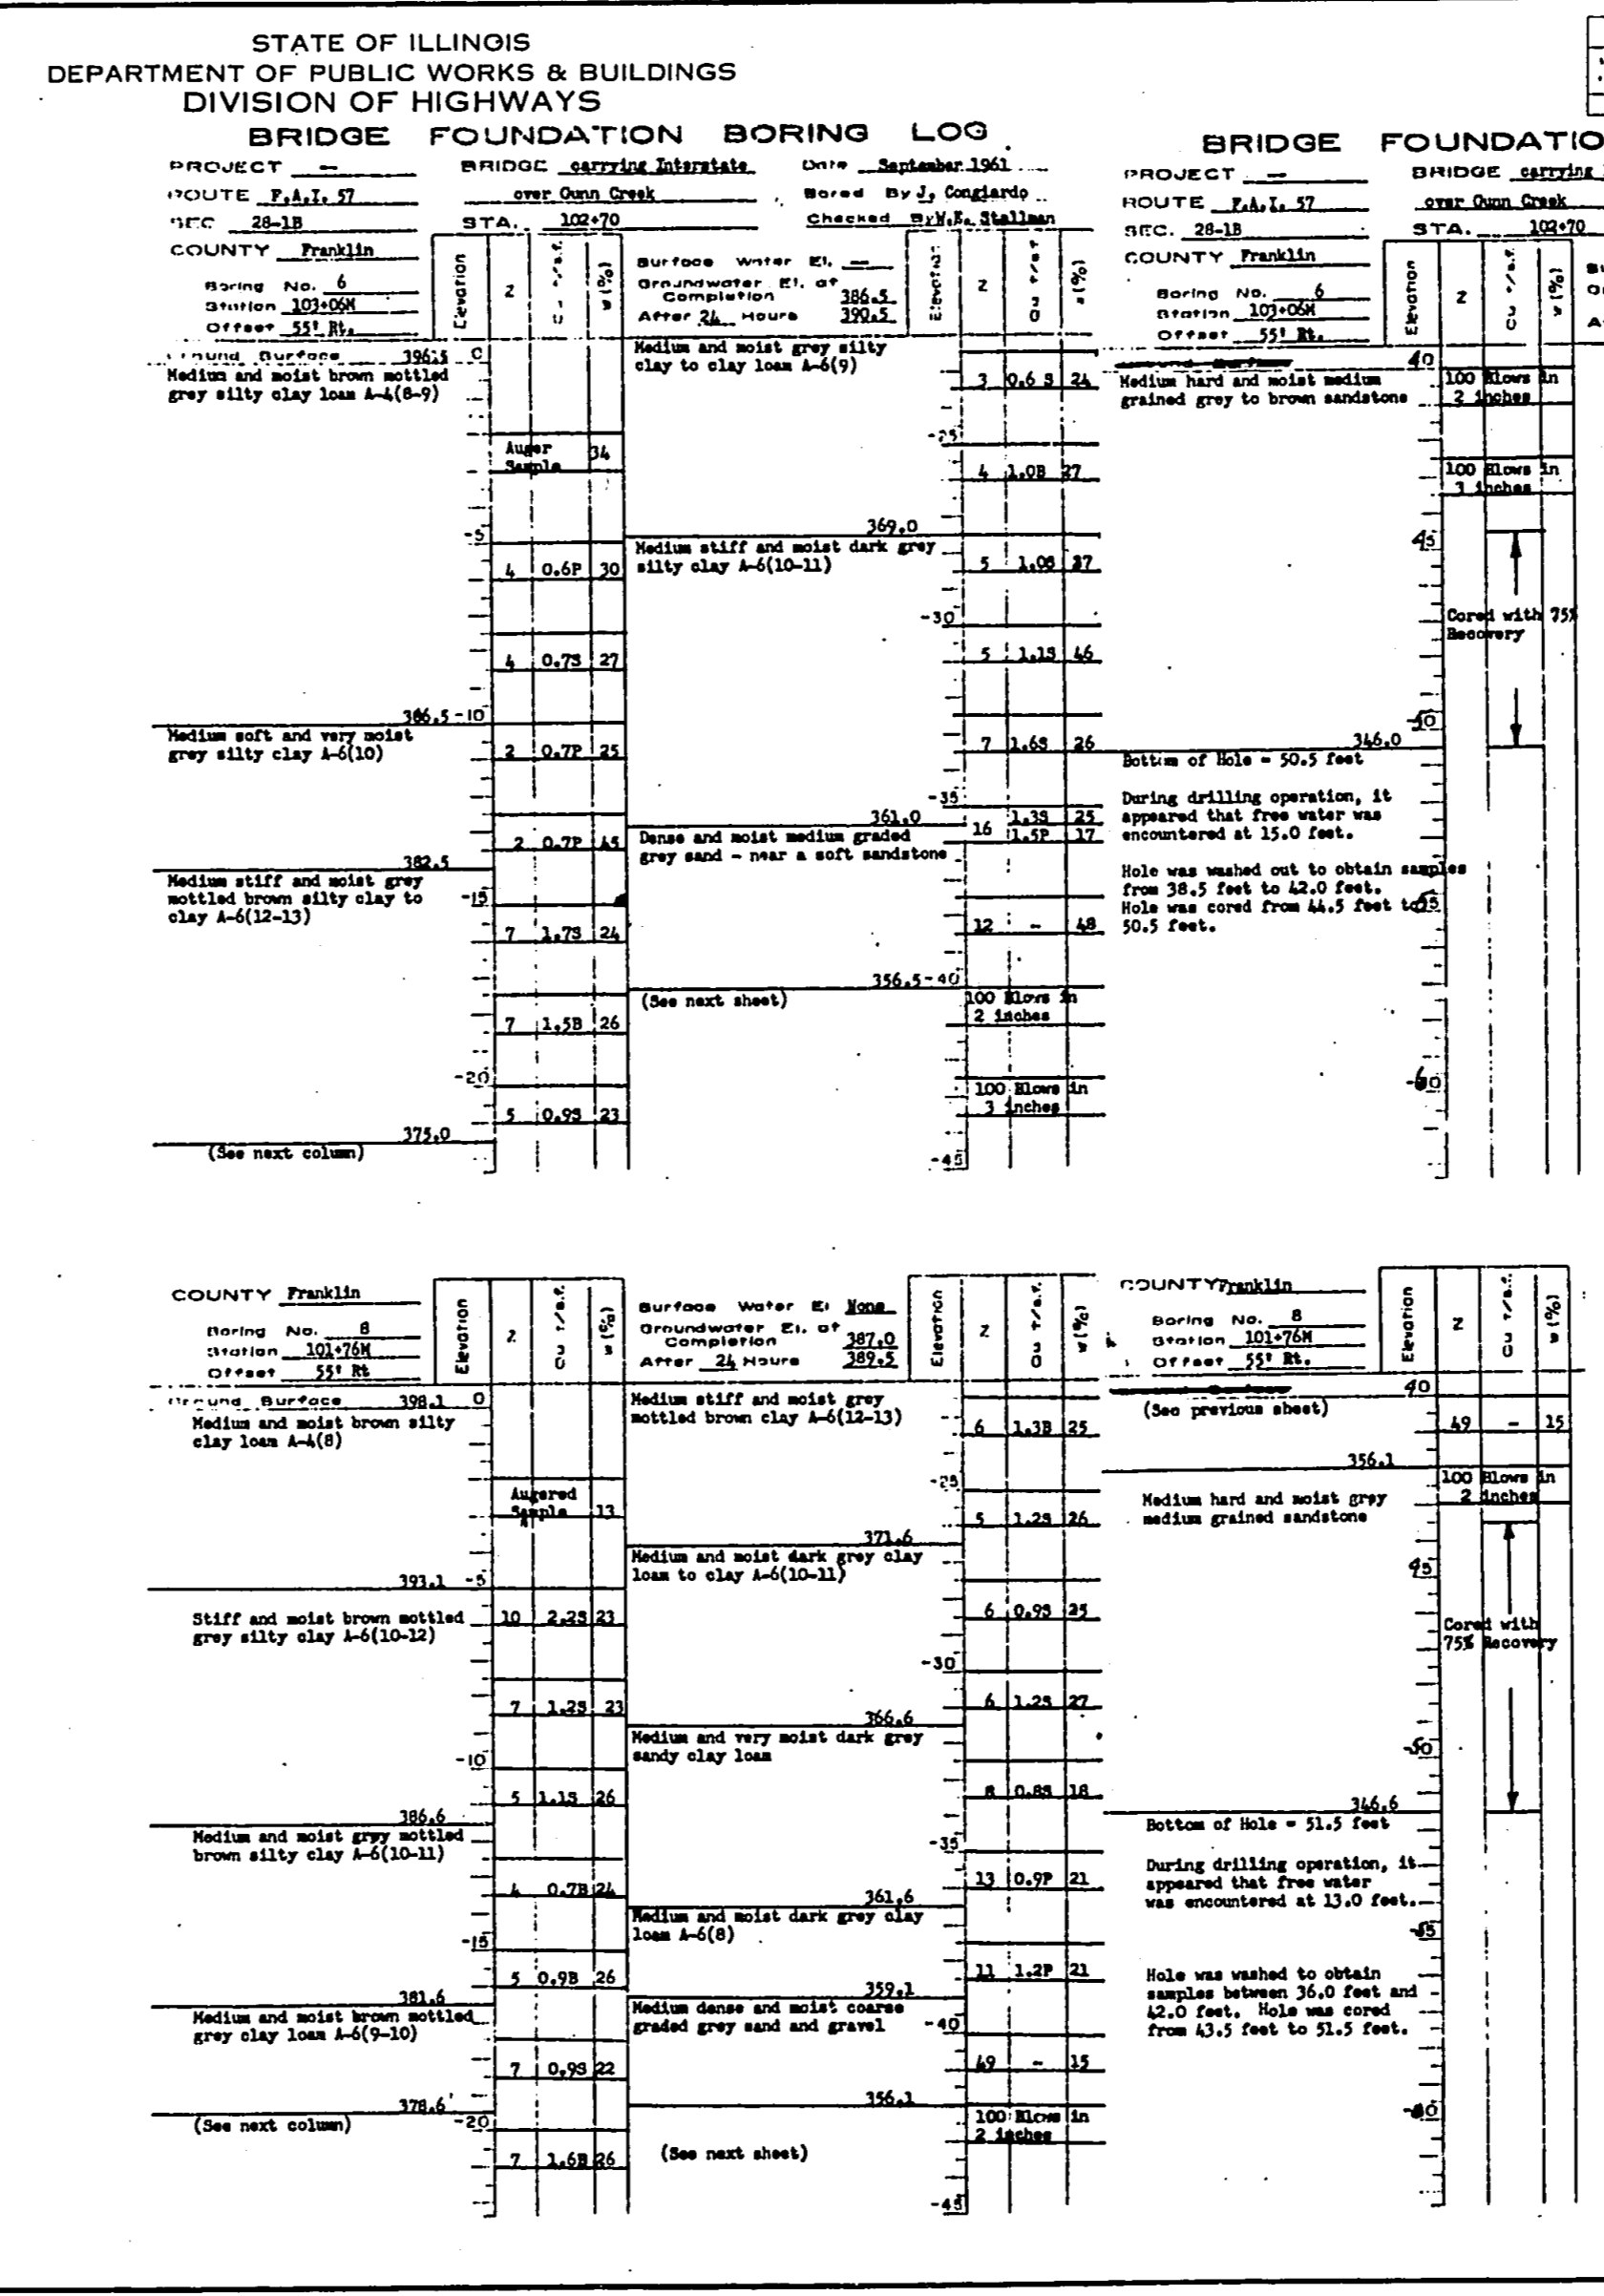 STATE OF ILLINOIS
DEPARTMENT OF PUBLIC WORKS & BUILDINGS
DIVISION OF HIGHWAYS
BRIDGE FOUNDATION BORING LOG
PROJECT — BRIDGE carrying Interstate Date September 1961
ROUTE F.A.I. 57 over Gunn Creek Bored By J. Congiardo
SEC 28-1B STA. 102+70 Checked By W.E. Stallman
COUNTY Franklin
Boring No. 6
Station 103+06M
Offset 55' Rt.
Elevation N Qu T/s.f. w (%)
Surface Water El. —
Groundwater El. at
Completion 386.5
After 24 Hours 390.5
Elevation N Qu T/s.f. w (%)
Ground Surface 396.5 0
Medium and moist brown mottled
grey silty clay loam A-4(8-9)
Auger
Sample 34
-5
4 0.6P 30
4 0.7S 27
386.5 -10
Medium soft and very moist
grey silty clay A-6(10)
2 0.7P 25
2 0.7P 45
382.5
Medium stiff and moist grey
mottled brown silty clay to
clay A-6(12-13)
-15
7 1.7S 24
7 1.5B 26
-20
5 0.9S 23
375.0
(See next column)
Medium and moist grey silty
clay to clay loam A-6(9)
3 0.6 S 24
-25
4 1.0B 27
369.0
Medium stiff and moist dark grey
silty clay A-6(10-11)
5 1.0S 37
-30
5 1.1S 46
7 1.6S 26
-35
361.0
16 1.3S 25
1.5P 17
Dense and moist medium graded
grey sand - near a soft sandstone
12 - 48
356.5 -40
(See next sheet)
100 Blows in
2 inches
100 Blows in
3 inches
-45
BRIDGE FOUNDATIO
PROJECT — BRIDGE carrying
ROUTE F.A.I. 57 over Gunn Creek
SEC. 28-1B STA. 102+70
COUNTY Franklin
Boring No. 6
Station 103+06M
Offset 55' Rt.
Elevation N Qu T/s.f. w (%)
40
Medium hard and moist medium
grained grey to brown sandstone
100 Blows in
2 inches
100 Blows in
3 inches
45
Cored with 75%
Recovery
-50
346.0
Bottom of Hole = 50.5 feet
During drilling operation, it
appeared that free water was
encountered at 15.0 feet.
Hole was washed out to obtain samples
from 38.5 feet to 42.0 feet.
Hole was cored from 44.5 feet to
50.5 feet.
-60
COUNTY Franklin
Boring No. 8
Station 101+76M
Offset 55' Rt
Elevation N Qu T/s.f. w (%)
Surface Water El None
Groundwater El. at
Completion 387.0
After 24 Hours 389.5
Elevation N Qu T/s.f. w (%)
Ground Surface 398.1 0
Medium and moist brown silty
clay loam A-4(8)
Augered
Sample 13
393.1 -5
Stiff and moist brown mottled
grey silty clay A-6(10-12)
10 2.2S 23
7 1.2S 23
-10
5 1.1S 26
386.6
Medium and moist grey mottled
brown silty clay A-6(10-11)
4 0.7B 24
-15
5 0.9B 26
381.6
Medium and moist brown mottled
grey clay loam A-6(9-10)
7 0.9S 22
378.6
(See next column)
-20
7 1.6B 26
Medium stiff and moist grey
mottled brown clay A-6(12-13)
6 1.3B 25
-25
5 1.2S 26
371.6
Medium and moist dark grey clay
loam to clay A-6(10-11)
6 0.9S 25
-30
6 1.2S 27
366.6
Medium and very moist dark grey
sandy clay loam
8 0.8S 18
-35
13 0.9P 21
361.6
Medium and moist dark grey clay
loam A-6(8)
11 1.2P 21
359.1
Medium dense and moist coarse
graded grey sand and gravel
-40
49 - 15
356.1
100 Blows in
2 inches
(See next sheet)
-45
COUNTY Franklin
Boring No. 8
Station 101+76M
Offset 55' Rt.
Elevation N Qu T/s.f. w (%)
40
(See previous sheet)
49 - 15
356.1
100 Blows in
2 inches
Medium hard and moist grey
medium grained sandstone
45
Cored with
75% Recovery
-50
346.6
Bottom of Hole = 51.5 feet
During drilling operation, it
appeared that free water
was encountered at 13.0 feet.
-55
Hole was washed to obtain
samples between 36.0 feet and
42.0 feet. Hole was cored
from 43.5 feet to 51.5 feet.
-60